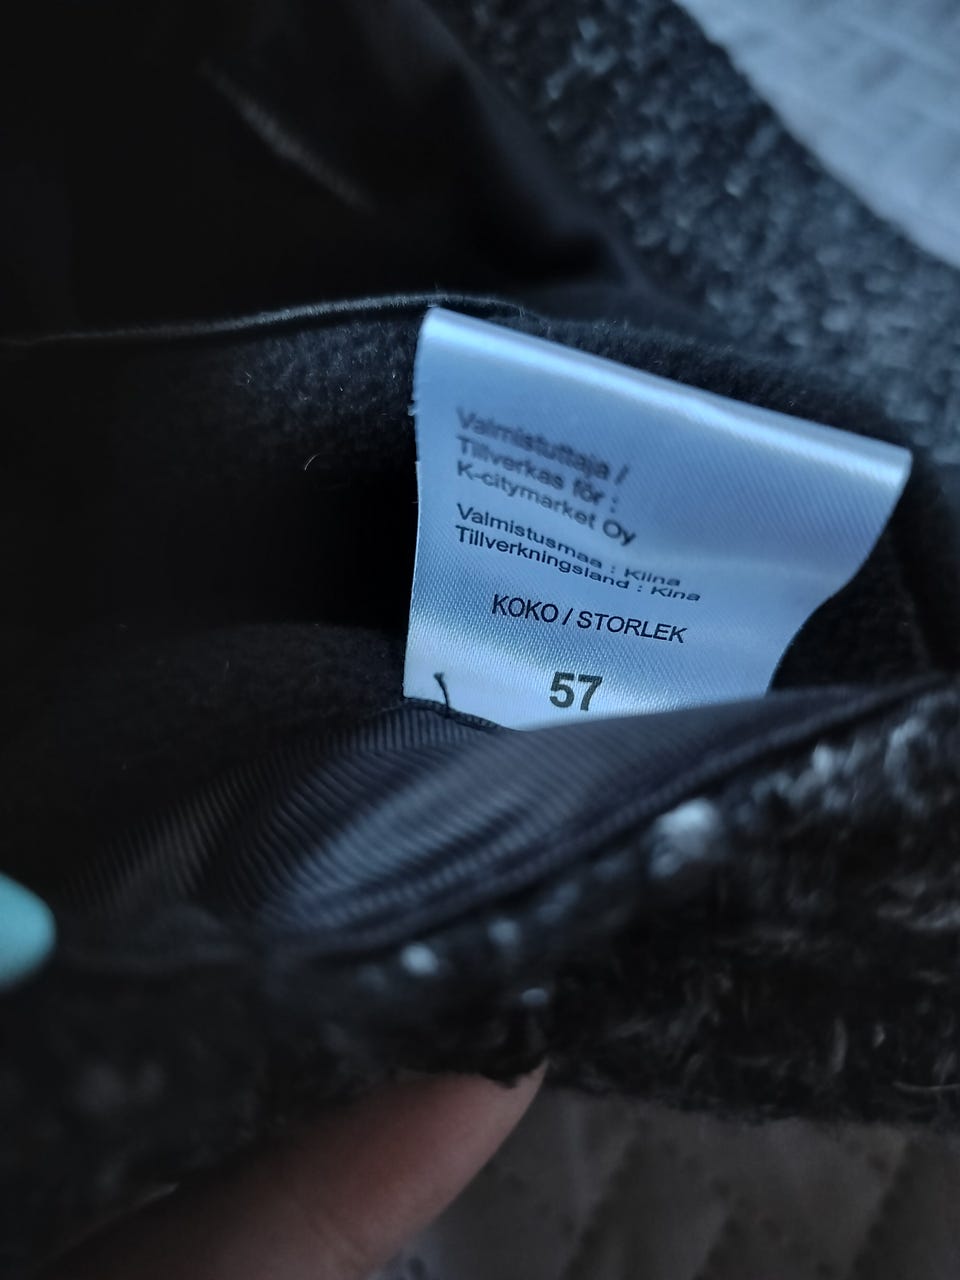 Valmistuttaja /
Tillverkas för :
K-citymarket Oy
Valmistusmaa : Kiina
Tillverkningsland : Kina
KOKO / STORLEK
57